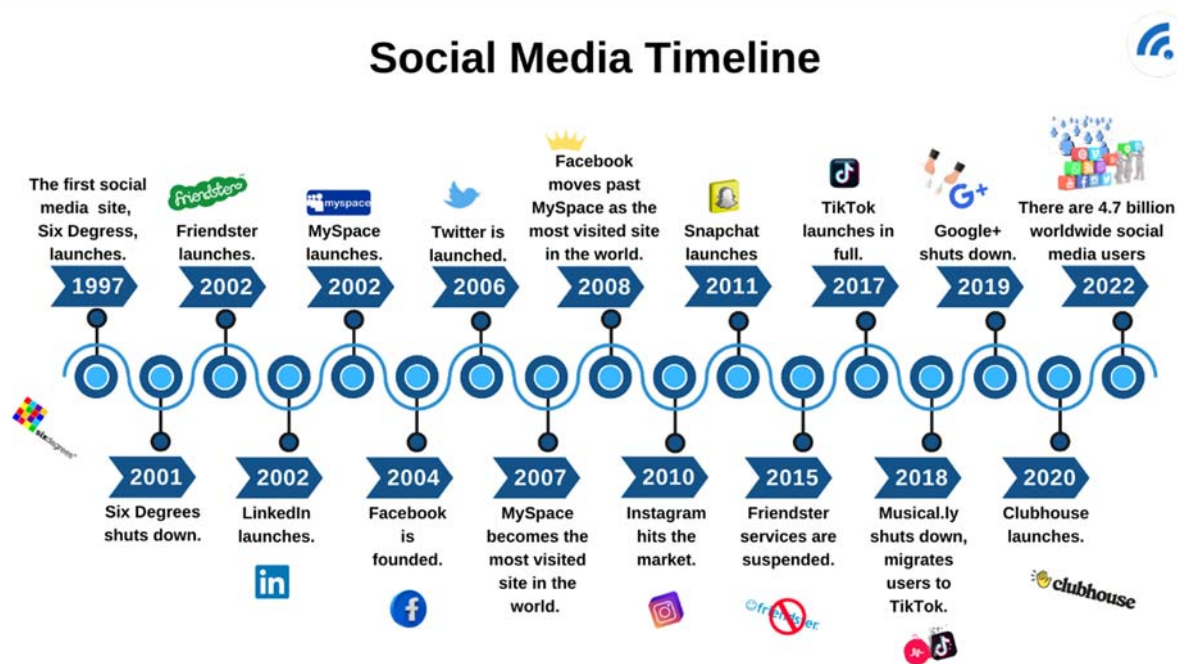 Social Media Timeline
The first social
media site,
Six Degress,
launches.
1997
friendster
Friendster
launches.
2002
myspace
MySpace
launches.
2002
Twitter is
launched.
2006
Facebook
moves past
MySpace as the
most visited site
in the world.
2008
Snapchat
launches
2011
TikTok
launches in
full.
2017
G+
Google+
shuts down.
2019
There are 4.7 billion
worldwide social
media users
2022
sixdegrees
2001
Six Degrees
shuts down.
2002
LinkedIn
launches.
in
2004
Facebook
is
founded.
f
2007
MySpace
becomes the
most visited
site in the
world.
2010
Instagram
hits the
market.
2015
Friendster
services are
suspended.
friendster
2018
Musical.ly
shuts down,
migrates
users to
TikTok.
2020
Clubhouse
launches.
clubhouse